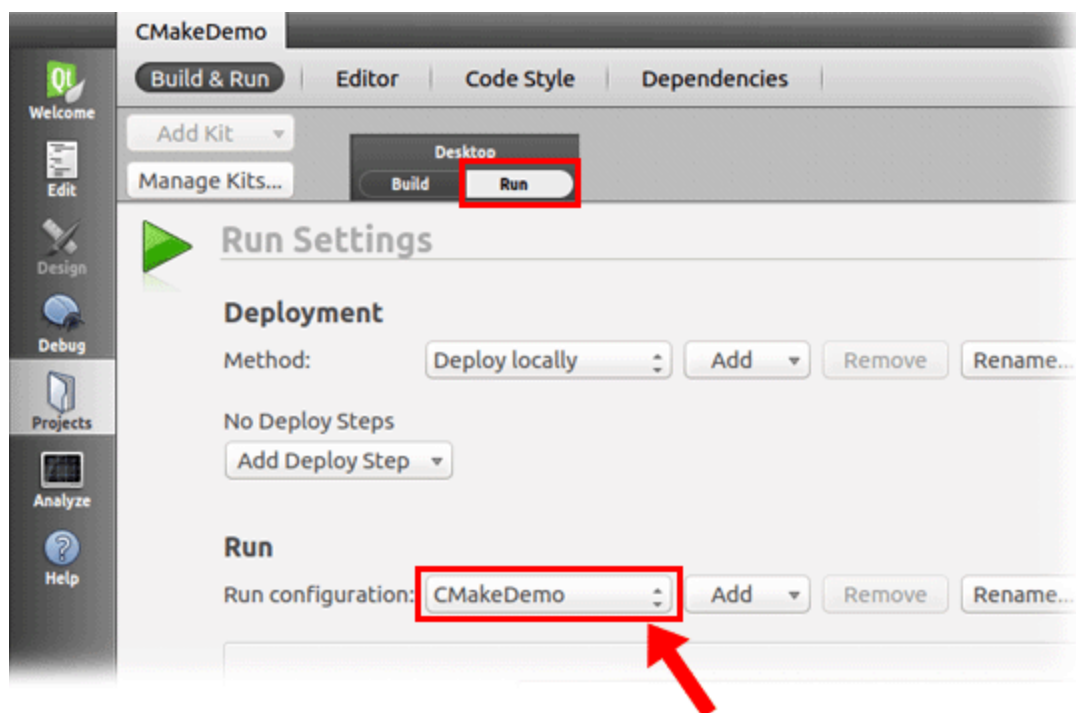 CMakeDemo
Qt
Welcome
Build & Run
Editor
Code Style
Dependencies
Add Kit
Manage Kits...
Desktop
Build
Run
Edit
Design
Debug
Projects
Analyze
Help
Run Settings
Deployment
Method: Deploy locally Add Remove Rename...
No Deploy Steps
Add Deploy Step
Run
Run configuration: CMakeDemo Add Remove Rename...